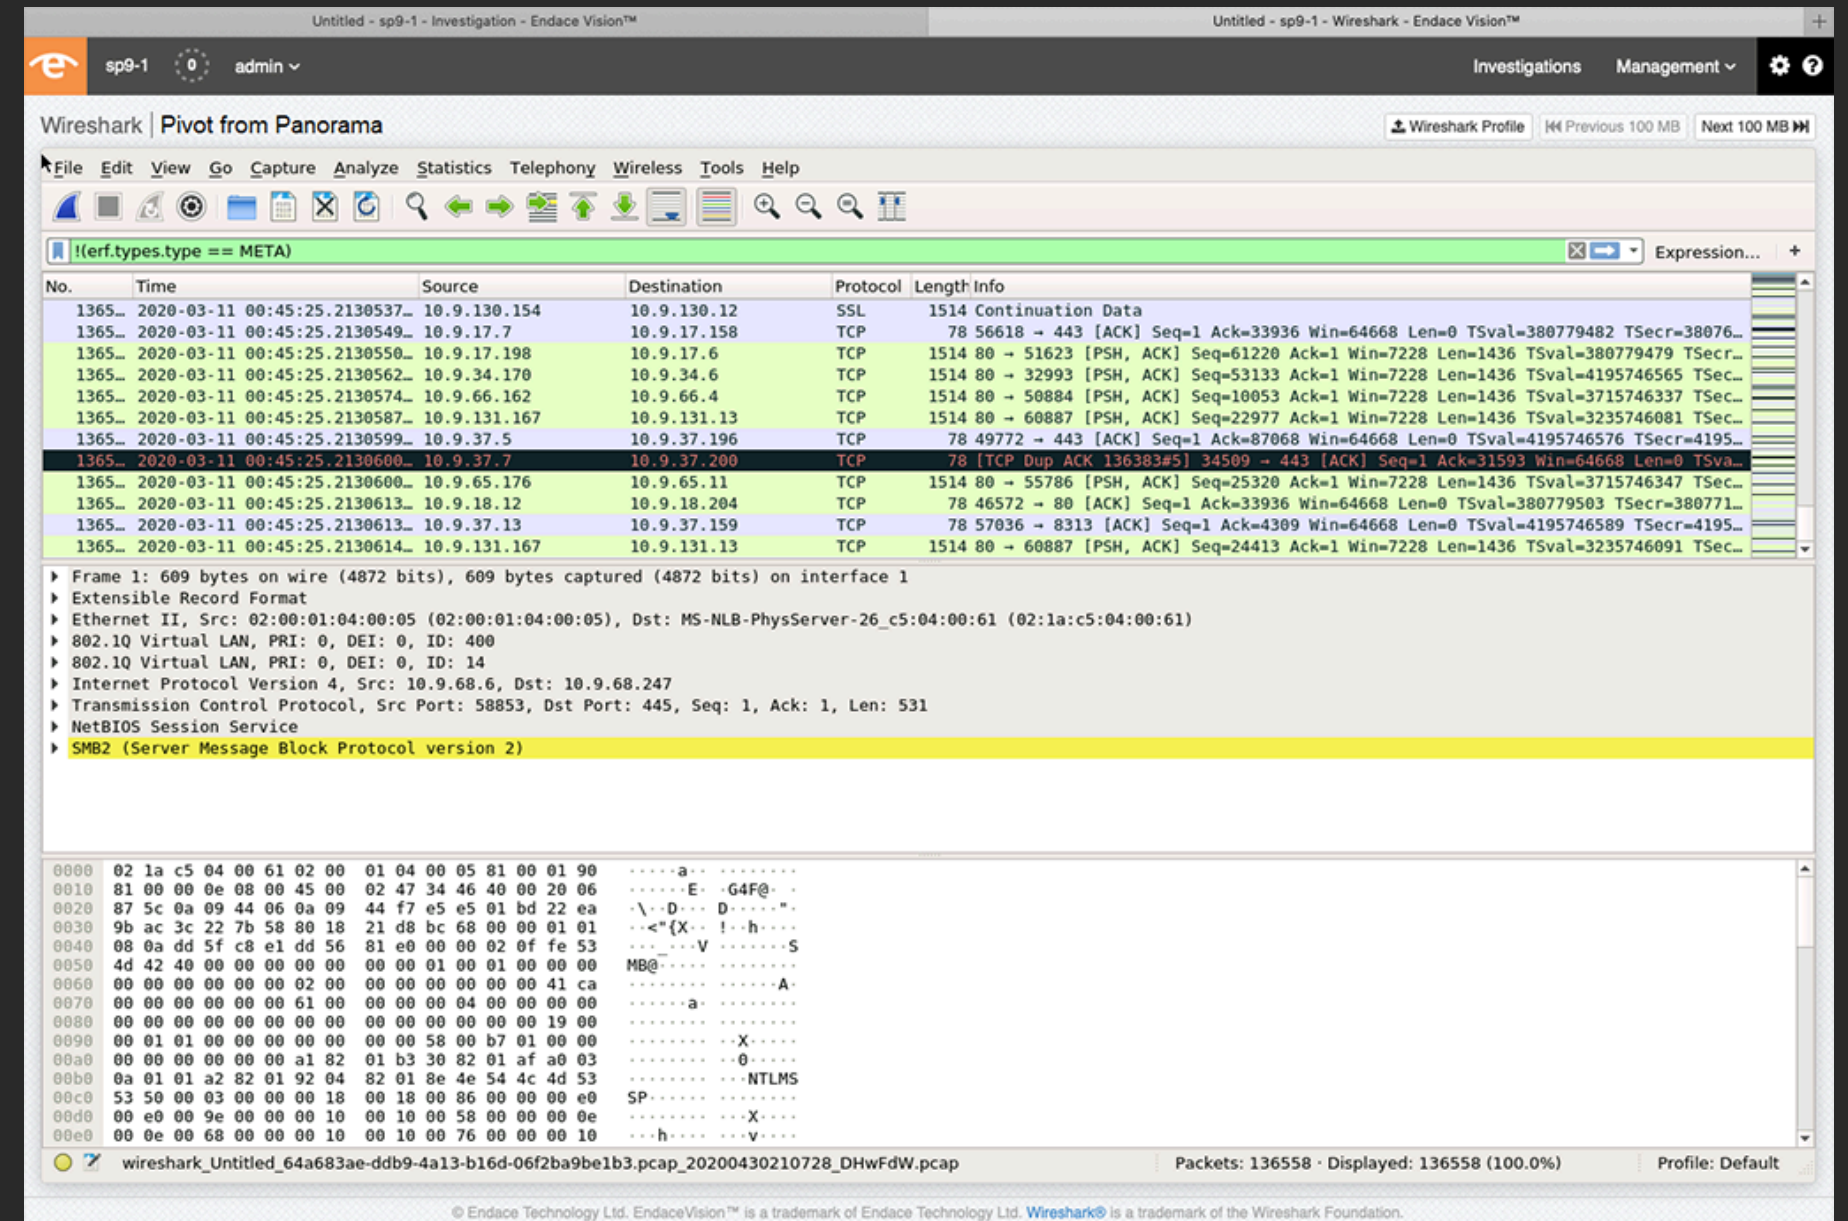 Untitled - sp9-1 - Investigation - Endace Vision™
Untitled - sp9-1 - Wireshark - Endace Vision™ +
sp9-1 0 admin Investigations Management
Wireshark | Pivot from Panorama Wireshark Profile Previous 100 MB Next 100 MB
File Edit View Go Capture Analyze Statistics Telephony Wireless Tools Help
!(erf.types.type == META) Expression... +
No. Time Source Destination Protocol Length Info
1365… 2020-03-11 00:45:25.2130537… 10.9.130.154 10.9.130.12 SSL 1514 Continuation Data
1365… 2020-03-11 00:45:25.2130549… 10.9.17.7 10.9.17.158 TCP 78 56618 → 443 [ACK] Seq=1 Ack=33936 Win=64668 Len=0 TSval=380779482 TSecr=38076…
1365… 2020-03-11 00:45:25.2130550… 10.9.17.198 10.9.17.6 TCP 1514 80 → 51623 [PSH, ACK] Seq=61220 Ack=1 Win=7228 Len=1436 TSval=380779479 TSecr…
1365… 2020-03-11 00:45:25.2130562… 10.9.34.170 10.9.34.6 TCP 1514 80 → 32993 [PSH, ACK] Seq=53133 Ack=1 Win=7228 Len=1436 TSval=4195746565 TSec…
1365… 2020-03-11 00:45:25.2130574… 10.9.66.162 10.9.66.4 TCP 1514 80 → 50884 [PSH, ACK] Seq=10053 Ack=1 Win=7228 Len=1436 TSval=3715746337 TSec…
1365… 2020-03-11 00:45:25.2130587… 10.9.131.167 10.9.131.13 TCP 1514 80 → 60887 [PSH, ACK] Seq=22977 Ack=1 Win=7228 Len=1436 TSval=3235746081 TSec…
1365… 2020-03-11 00:45:25.2130599… 10.9.37.5 10.9.37.196 TCP 78 49772 → 443 [ACK] Seq=1 Ack=87068 Win=64668 Len=0 TSval=4195746576 TSecr=4195…
1365… 2020-03-11 00:45:25.2130600… 10.9.37.7 10.9.37.200 TCP 78 [TCP Dup ACK 136383#5] 34509 → 443 [ACK] Seq=1 Ack=31593 Win=64668 Len=0 TSva…
1365… 2020-03-11 00:45:25.2130600… 10.9.65.176 10.9.65.11 TCP 1514 80 → 55786 [PSH, ACK] Seq=25320 Ack=1 Win=7228 Len=1436 TSval=3715746347 TSec…
1365… 2020-03-11 00:45:25.2130613… 10.9.18.12 10.9.18.204 TCP 78 46572 → 80 [ACK] Seq=1 Ack=33936 Win=64668 Len=0 TSval=380779503 TSecr=380771…
1365… 2020-03-11 00:45:25.2130613… 10.9.37.13 10.9.37.159 TCP 78 57036 → 8313 [ACK] Seq=1 Ack=4309 Win=64668 Len=0 TSval=4195746589 TSecr=4195…
1365… 2020-03-11 00:45:25.2130614… 10.9.131.167 10.9.131.13 TCP 1514 80 → 60887 [PSH, ACK] Seq=24413 Ack=1 Win=7228 Len=1436 TSval=3235746091 TSec…
Frame 1: 609 bytes on wire (4872 bits), 609 bytes captured (4872 bits) on interface 1
Extensible Record Format
Ethernet II, Src: 02:00:01:04:00:05 (02:00:01:04:00:05), Dst: MS-NLB-PhysServer-26_c5:04:00:61 (02:1a:c5:04:00:61)
802.1Q Virtual LAN, PRI: 0, DEI: 0, ID: 400
802.1Q Virtual LAN, PRI: 0, DEI: 0, ID: 14
Internet Protocol Version 4, Src: 10.9.68.6, Dst: 10.9.68.247
Transmission Control Protocol, Src Port: 58853, Dst Port: 445, Seq: 1, Ack: 1, Len: 531
NetBIOS Session Service
SMB2 (Server Message Block Protocol version 2)
0000 02 1a c5 04 00 61 02 00 01 04 00 05 81 00 01 90 ·····a·· ········
0010 81 00 00 0e 08 00 45 00 02 47 34 46 40 00 20 06 ······E· ·G4F@· ·
0020 87 5c 0a 09 44 06 0a 09 44 f7 e5 e5 01 bd 22 ea ·\··D··· D·····"·
0030 9b ac 3c 22 7b 58 80 18 21 d8 bc 68 00 00 01 01 ··<"{X·· !··h····
0040 08 0a dd 5f c8 e1 dd 56 81 e0 00 00 02 0f fe 53 ···_···V ·······S
0050 4d 42 40 00 00 00 00 00 00 00 01 00 01 00 00 00 MB@····· ········
0060 00 00 00 00 00 02 00 00 00 00 00 00 00 00 41 ca ········ ······A·
0070 00 00 00 00 00 00 61 00 00 00 00 04 00 00 00 00 ······a· ········
0080 00 00 00 00 00 00 00 00 00 00 00 00 00 00 19 00 ········ ········
0090 00 01 01 00 00 00 00 00 00 00 58 00 b7 01 00 00 ········ ··X·····
00a0 00 00 00 00 00 00 a1 82 01 b3 30 82 01 af a0 03 ········ ··0·····
00b0 0a 01 01 a2 82 01 92 04 82 01 8e 4e 54 4c 4d 53 ········ ···NTLMS
00c0 53 50 00 03 00 00 00 18 00 18 00 86 00 00 00 e0 SP······ ········
00d0 00 e0 00 9e 00 00 00 10 00 10 00 58 00 00 00 0e ········ ···X····
00e0 00 0e 00 68 00 00 00 10 00 10 00 76 00 00 00 10 ···h···· ···v····
wireshark_Untitled_64a683ae-ddb9-4a13-b16d-06f2ba9be1b3.pcap_20200430210728_DHwFdW.pcap Packets: 136558 · Displayed: 136558 (100.0%) Profile: Default
© Endace Technology Ltd. EndaceVision™ is a trademark of Endace Technology Ltd. Wireshark® is a trademark of the Wireshark Foundation.